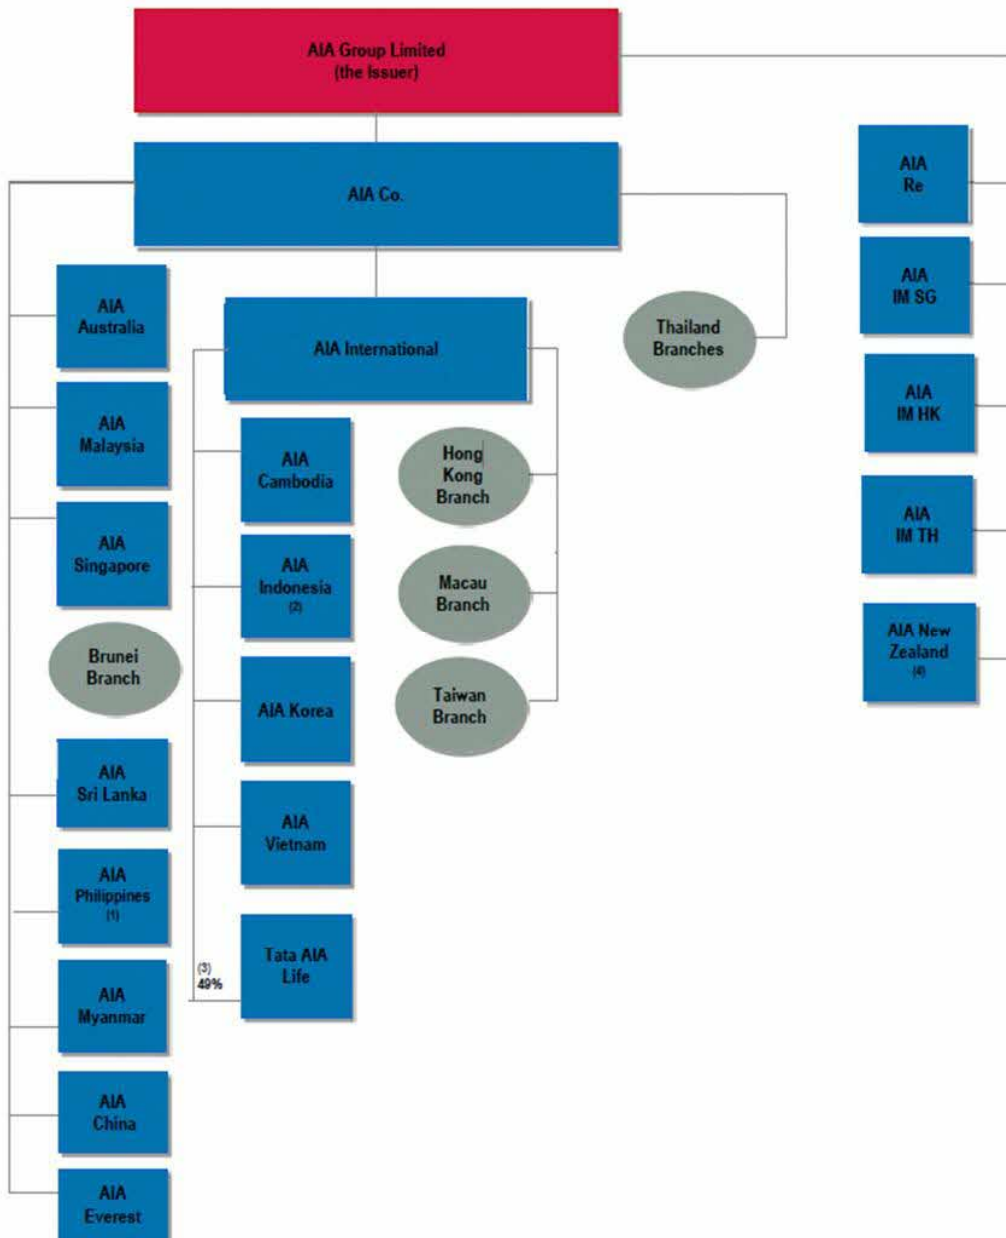 AIA Group Limited
(the Issuer)
AIA Co.
AIA
Re
AIA
IM SG
AIA
IM HK
AIA
IM TH
AIA New
Zealand
(4)
Thailand
Branches
AIA International
AIA
Australia
AIA
Malaysia
AIA
Singapore
Brunei
Branch
AIA
Sri Lanka
AIA
Philippines
(1)
AIA
Myanmar
AIA
China
AIA
Everest
AIA
Cambodia
AIA
Indonesia
(2)
AIA Korea
AIA
Vietnam
(3)
49%
Tata AIA
Life
Hong
Kong
Branch
Macau
Branch
Taiwan
Branch